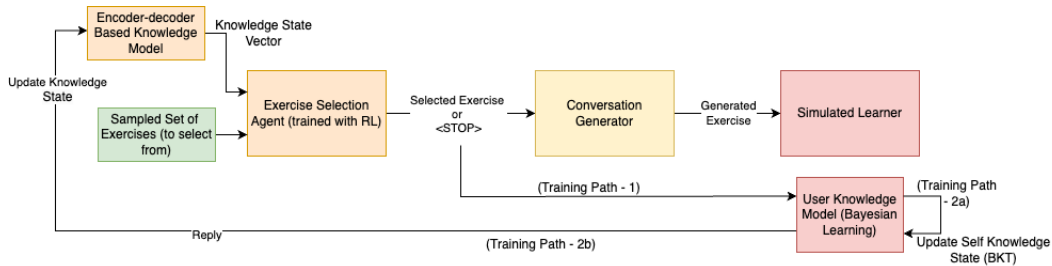 Encoder-decoder
Based Knowledge
Model
Knowledge State
Vector
Update Knowledge
State
Sampled Set of
Exercises (to select
from)
Exercise Selection
Agent (trained with RL)
Selected Exercise
or
<STOP>
Conversation
Generator
Generated
Exercise
Simulated Learner
(Training Path - 1)
User Knowledge
Model (Bayesian
Learning)
(Training Path
- 2a)
Update Self Knowledge
State (BKT)
Reply
(Training Path - 2b)